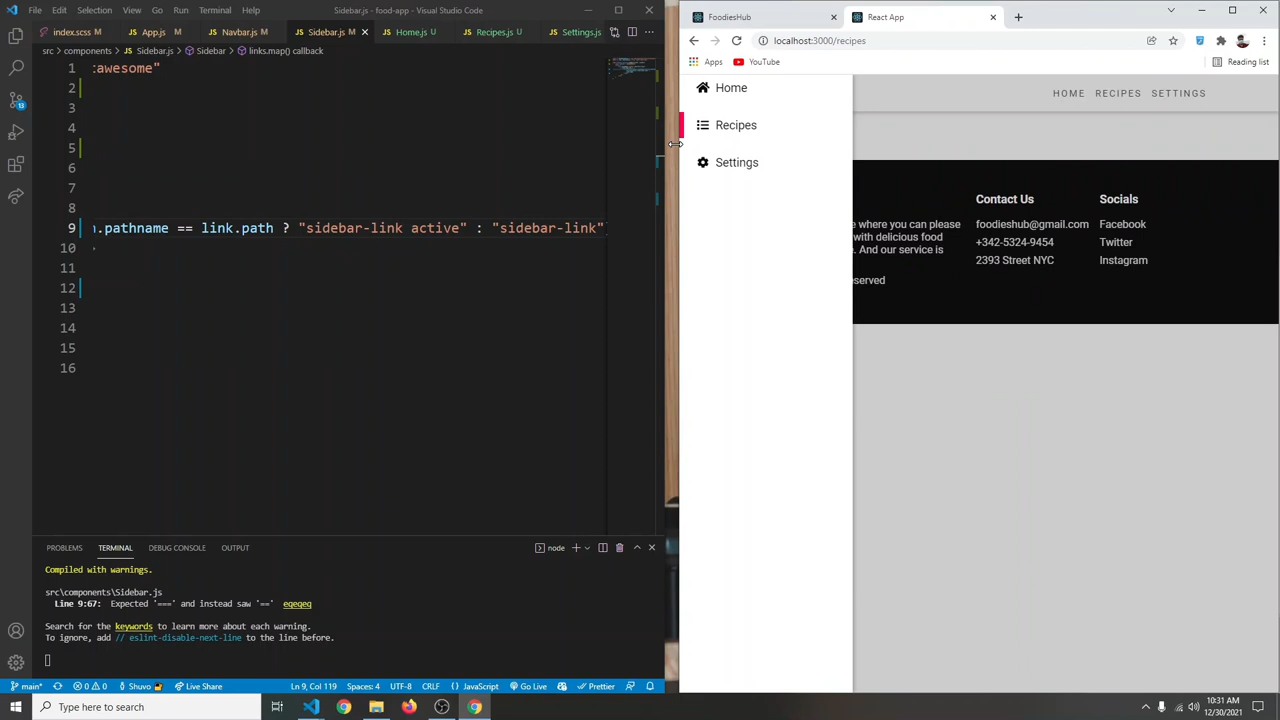 File Edit Selection View Go Run Terminal Help
Sidebar.js - food-app - Visual Studio Code
index.scss M App.js M Navbar.js M Sidebar.js M Home.js U Recipes.js U Settings.js
src > components > Sidebar.js > Sidebar > links.map() callback
1 :awesome"
2
3
4
5
6
7
8
9 .pathname == link.path ? "sidebar-link active" : "sidebar-link"
10 >
11
12
13
14
15
16
PROBLEMS TERMINAL DEBUG CONSOLE OUTPUT
node
Compiled with warnings.
src\components\Sidebar.js
Line 9:67: Expected '===' and instead saw '==' eqeqeq
Search for the keywords to learn more about each warning.
To ignore, add // eslint-disable-next-line to the line before.
main* 0 0 Shuvo Live Share
Ln 9, Col 119 Spaces: 4 UTF-8 CRLF JavaScript Go Live Prettier
FoodiesHub
React App
localhost:3000/recipes
Apps YouTube
Reading list
Home
Recipes
Settings
HOME RECIPES SETTINGS
e where you can please
with delicious food
. And our service is
eserved
Contact Us
foodieshub@gmail.com
+342-5324-9454
2393 Street NYC
Socials
Facebook
Twitter
Instagram
Type here to search
10:31 AM
12/30/2021